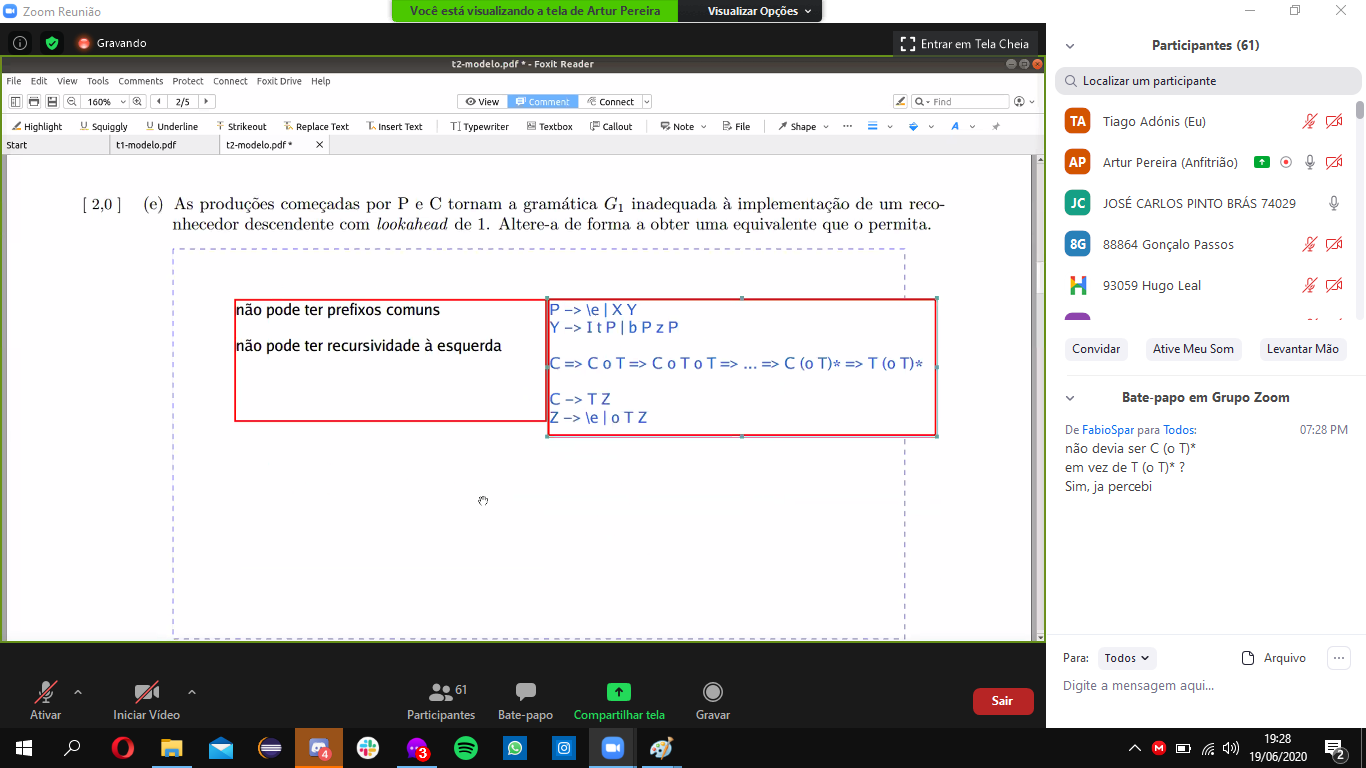 Zoom Reunião
Você está visualizando a tela de Artur Pereira
Visualizar Opções
Gravando
Entrar em Tela Cheia
t2-modelo.pdf * - Foxit Reader
File Edit View Tools Comments Protect Connect Foxit Drive Help
160% 2/5 View Comment Connect Find
Highlight Squiggly Underline Strikeout Replace Text Insert Text Typewriter Textbox Callout Note File Shape
Start t1-modelo.pdf t2-modelo.pdf *
[ 2,0 ] (e) As produções começadas por P e C tornam a gramática G1 inadequada à implementação de um reco-
nhecedor descendente com lookahead de 1. Altere-a de forma a obter uma equivalente que o permita.
não pode ter prefixos comuns
não pode ter recursividade à esquerda
P -> \e | X Y
Y -> I t P | b P z P
C => C o T => C o T o T => ... => C (o T)* => T (o T)*
C -> T Z
Z -> \e | o T Z
Participantes (61)
Localizar um participante
TA Tiago Adónis (Eu)
AP Artur Pereira (Anfitrião)
JC JOSÉ CARLOS PINTO BRÁS 74029
8G 88864 Gonçalo Passos
93059 Hugo Leal
Convidar Ative Meu Som Levantar Mão
Bate-papo em Grupo Zoom
De FabioSpar para Todos: 07:28 PM
não devia ser C (o T)*
em vez de T (o T)* ?
Sim, ja percebi
Para: Todos Arquivo
Digite a mensagem aqui...
Ativar
Iniciar Vídeo
61
Participantes
Bate-papo
Compartilhar tela
Gravar
Sair
4
3
19:28
19/06/2020
2